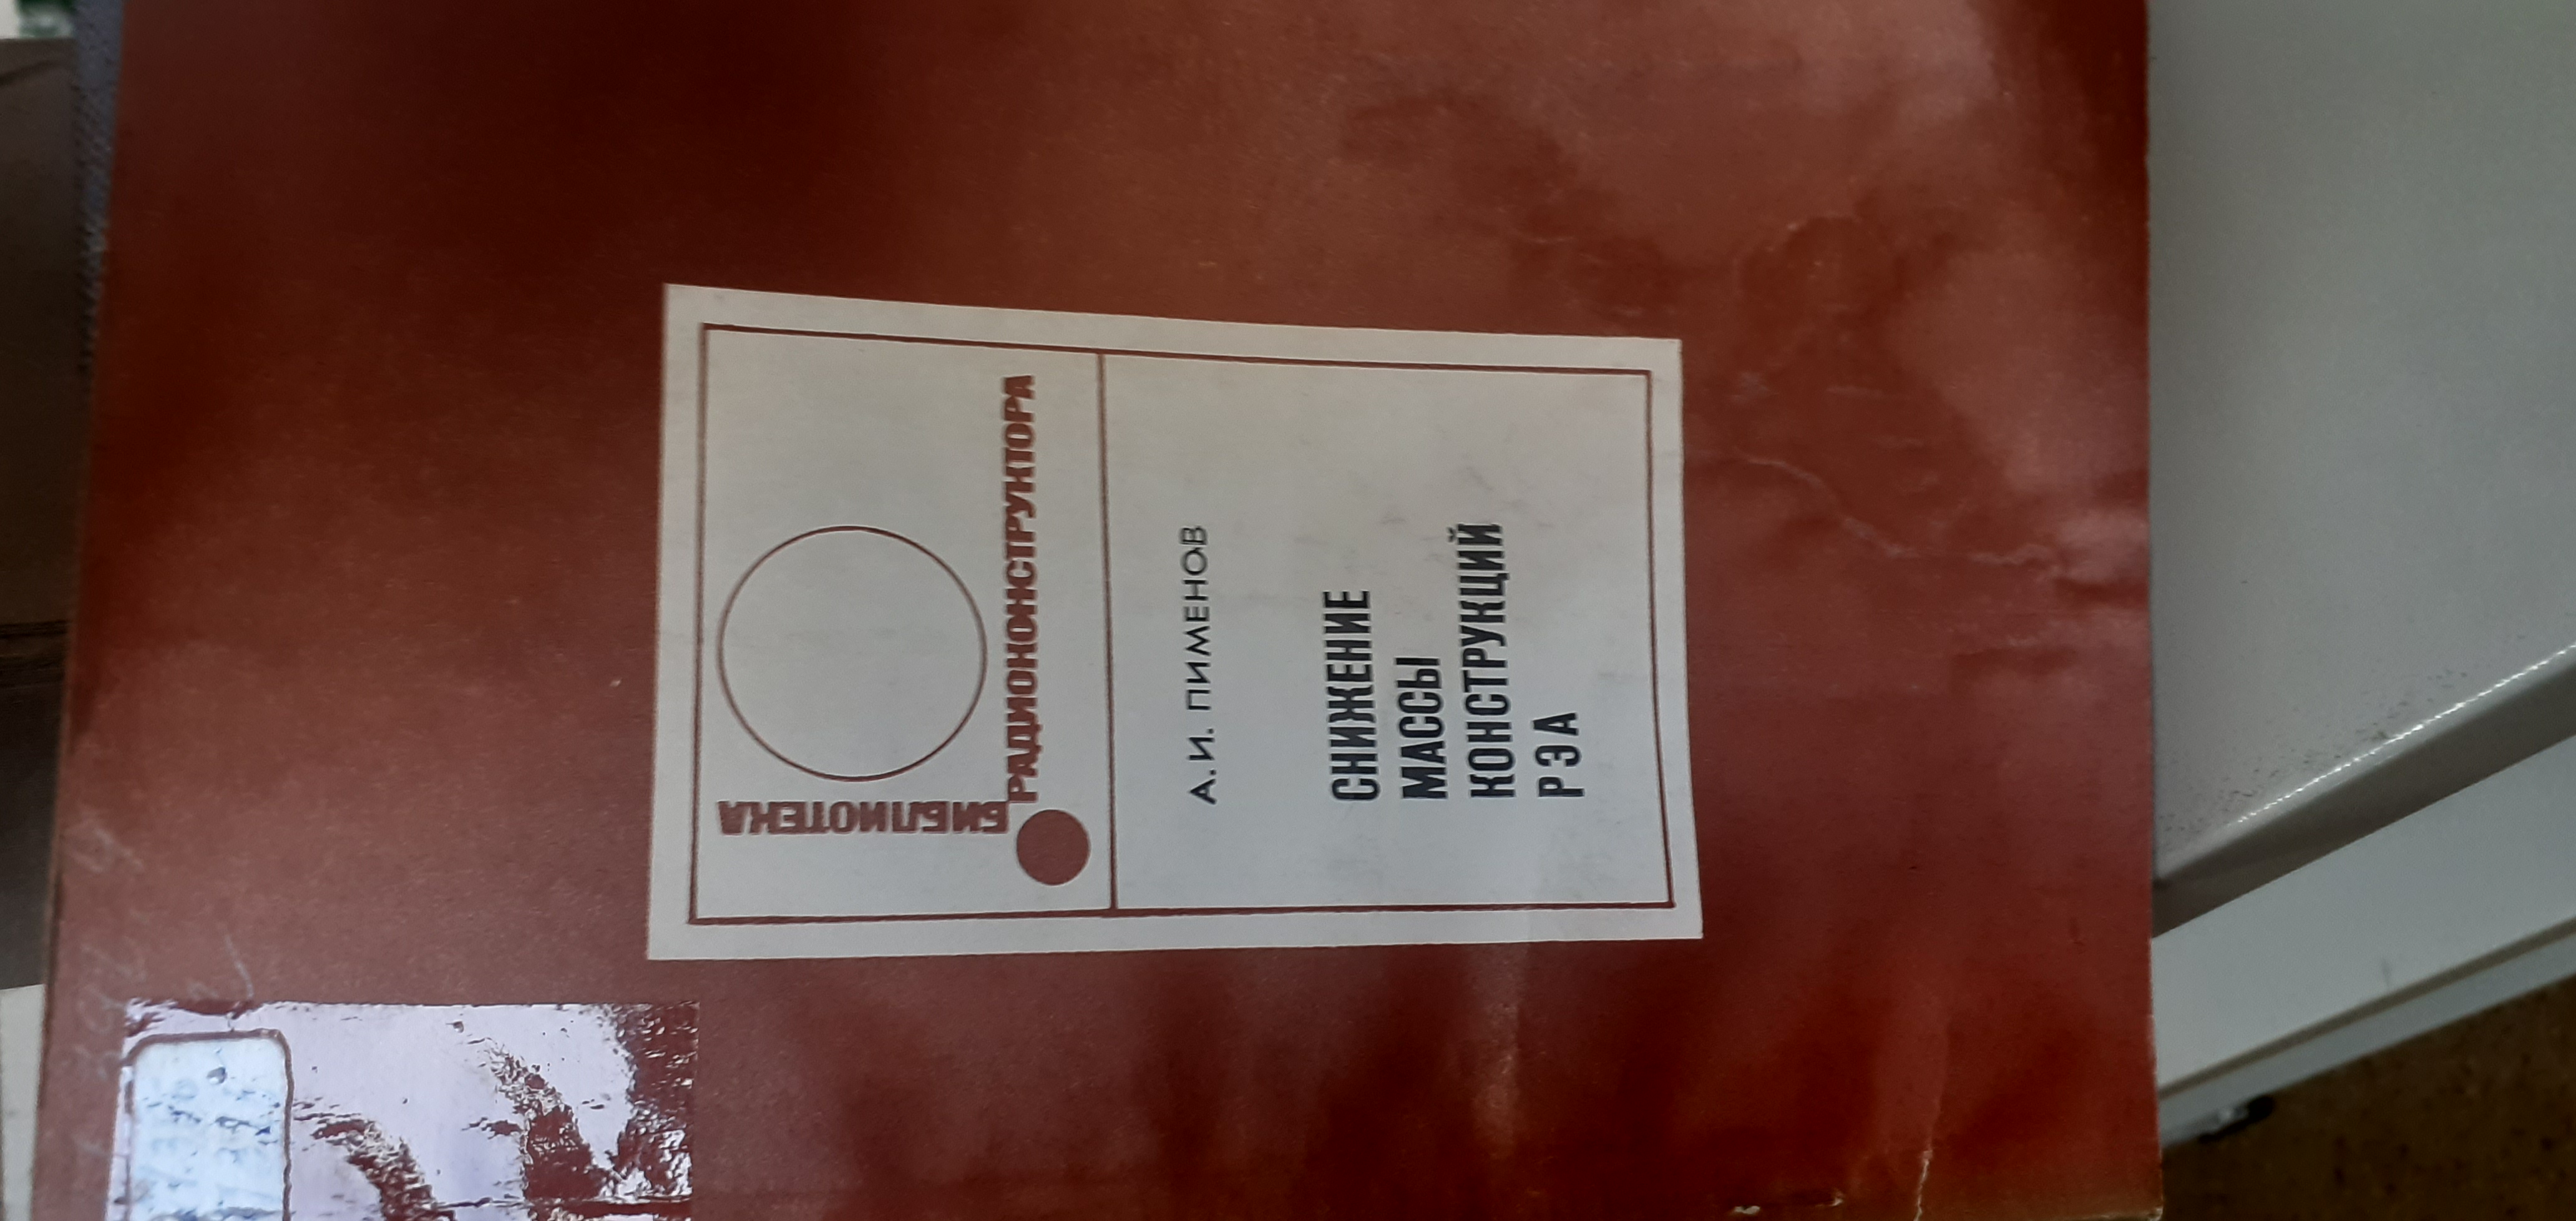 БИБЛИОТЕКА
РАДИОКОНСТРУКТОРА
А. И. ПИМЕНОВ
СНИЖЕНИЕ
МАССЫ
КОНСТРУКЦИЙ
РЭА